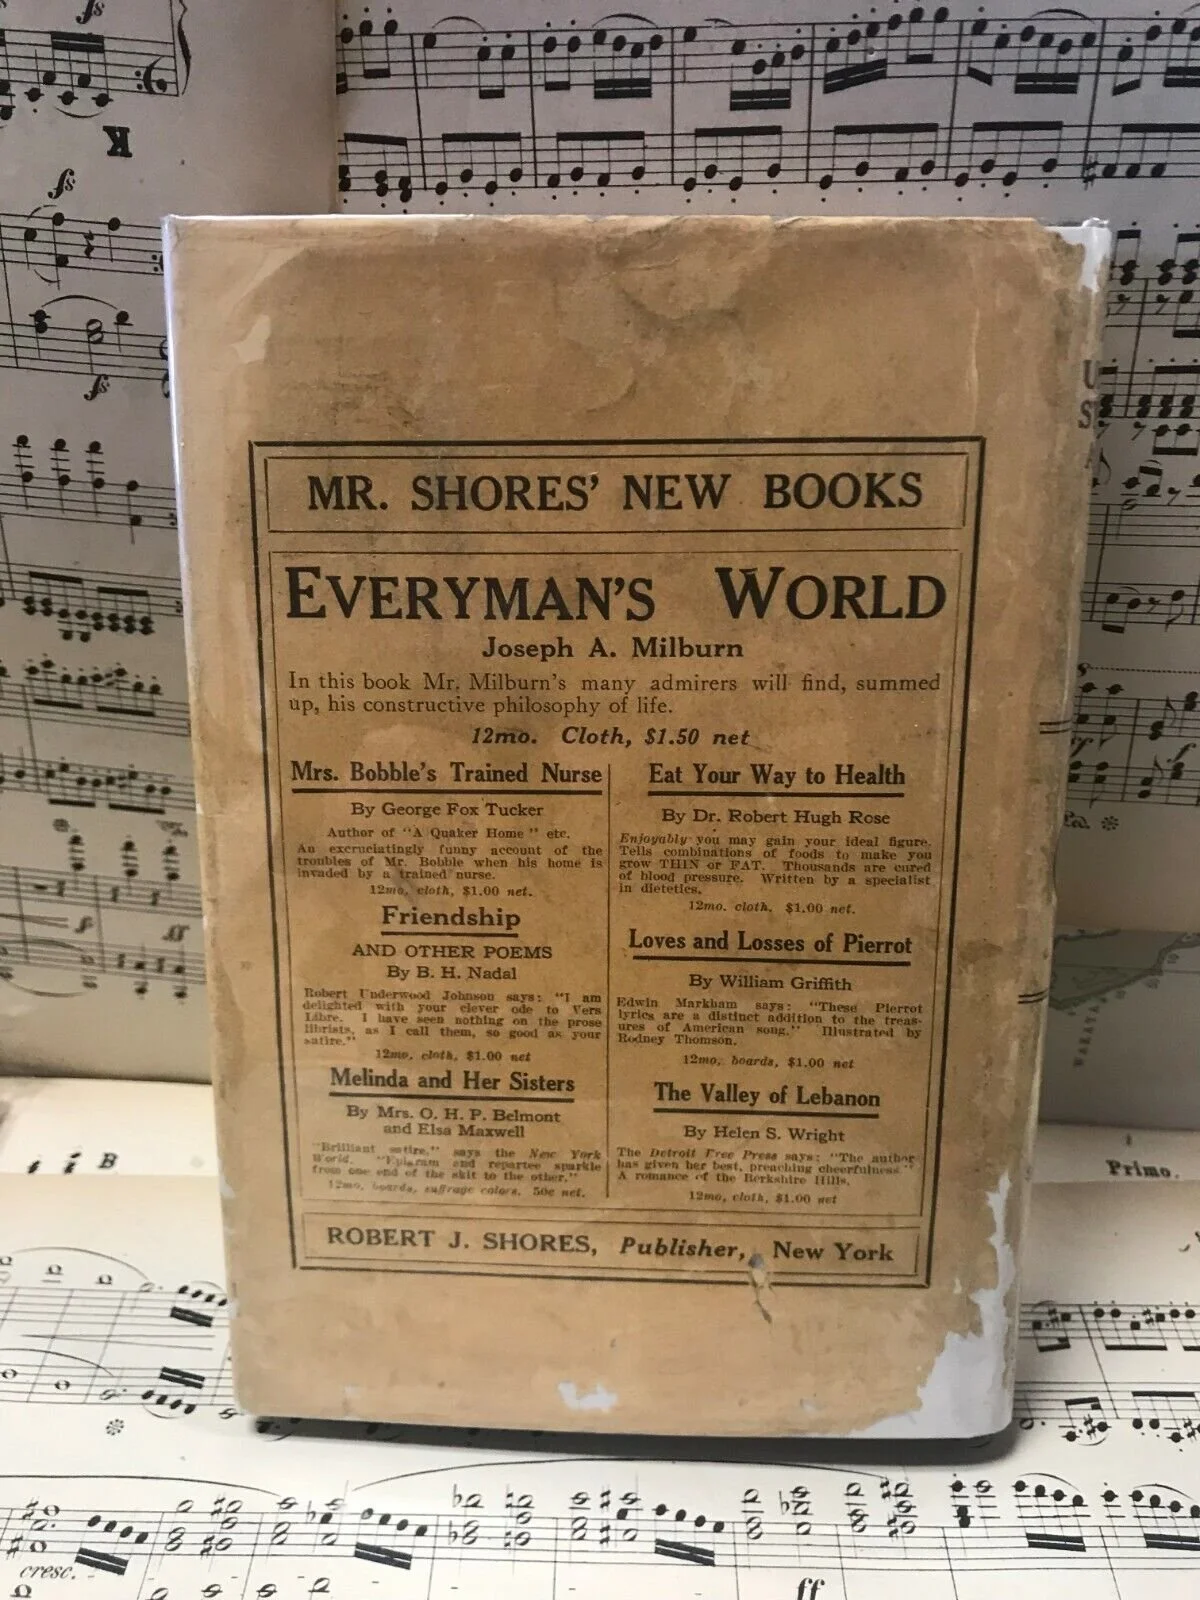 MR. SHORES' NEW BOOKS
EVERYMAN'S WORLD
Joseph A. Milburn
In this book Mr. Milburn's many admirers will find, summed
up, his constructive philosophy of life.
12mo. Cloth, $1.50 net
Mrs. Bobble's Trained Nurse
By George Fox Tucker
Author of "A Quaker Home" etc.
An excruciatingly funny account of the
troubles of Mr. Bobble when his home is
invaded by a trained nurse.
12mo, cloth, $1.00 net.
Friendship
AND OTHER POEMS
By B. H. Nadal
Robert Underwood Johnson says: "I am
delighted with your clever ode to Vers
Libre. I have seen nothing on the prose
librists, as I call them, so good as your
satire."
12mo, cloth, $1.00 net
Melinda and Her Sisters
By Mrs. O. H. P. Belmont
and Elsa Maxwell
"Brilliant satire," says the New York
World. "Epigram and repartee sparkle
from one end of the skit to the other."
12mo, boards, suffrage colors, 50c net.
Eat Your Way to Health
By Dr. Robert Hugh Rose
Enjoyably you may gain your ideal figure.
Tells combinations of foods to make you
grow THIN or FAT. Thousands are cured
of blood pressure. Written by a specialist
in dietetics.
12mo. cloth, $1.00 net.
Loves and Losses of Pierrot
By William Griffith
Edwin Markham says: "These Pierrot
lyrics are a distinct addition to the treas-
ures of American song." Illustrated by
Rodney Thomson.
12mo, boards, $1.00 net
The Valley of Lebanon
By Helen S. Wright
The Detroit Free Press says: "The author
has given her best, preaching cheerfulness."
A romance of the Berkshire Hills.
12mo, cloth, $1.00 net
ROBERT J. SHORES, Publisher, New York
U
S
K
fs
fs
fs
sf
ff
B
Primo.
WAKAYA
cresc.
ff